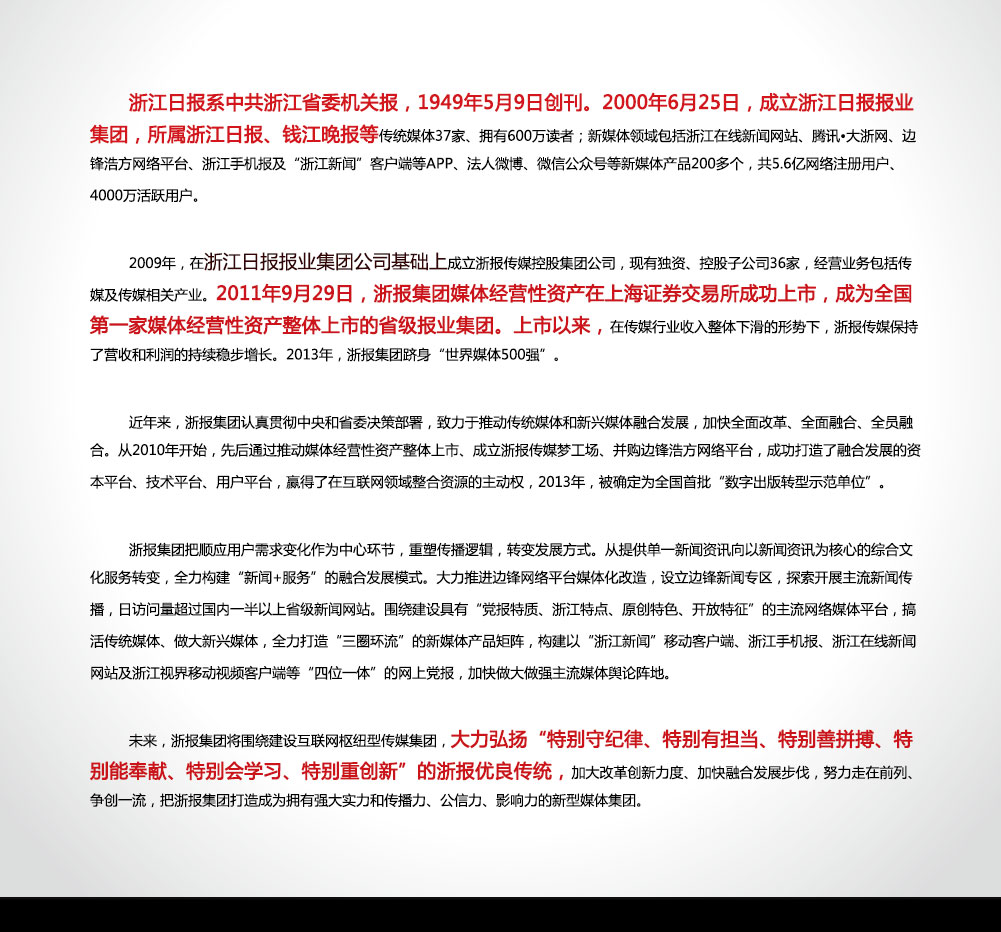 浙江日报系中共浙江省委机关报，1949年5月9日创刊。2000年6月25日，成立浙江日报报业
集团，所属浙江日报、钱江晚报等传统媒体37家、拥有600万读者；新媒体领域包括浙江在线新闻网站、腾讯•大浙网、边
锋浩方网络平台、浙江手机报及“浙江新闻”客户端等APP、法人微博、微信公众号等新媒体产品200多个，共5.6亿网络注册用户、
4000万活跃用户。
2009年，在浙江日报报业集团公司基础上成立浙报传媒控股集团公司，现有独资、控股子公司36家，经营业务包括传
媒及传媒相关产业。2011年9月29日，浙报集团媒体经营性资产在上海证券交易所成功上市，成为全国
第一家媒体经营性资产整体上市的省级报业集团。上市以来，在传媒行业收入整体下滑的形势下，浙报传媒保持
了营收和利润的持续稳步增长。2013年，浙报集团跻身“世界媒体500强”。
近年来，浙报集团认真贯彻中央和省委决策部署，致力于推动传统媒体和新兴媒体融合发展，加快全面改革、全面融合、全员融
合。从2010年开始，先后通过推动媒体经营性资产整体上市、成立浙报传媒梦工场、并购边锋浩方网络平台，成功打造了融合发展的资
本平台、技术平台、用户平台，赢得了在互联网领域整合资源的主动权，2013年，被确定为全国首批“数字出版转型示范单位”。
浙报集团把顺应用户需求变化作为中心环节，重塑传播逻辑，转变发展方式。从提供单一新闻资讯向以新闻资讯为核心的综合文
化服务转变，全力构建“新闻+服务”的融合发展模式。大力推进边锋网络平台媒体化改造，设立边锋新闻专区，探索开展主流新闻传
播，日访问量超过国内一半以上省级新闻网站。围绕建设具有“党报特质、浙江特点、原创特色、开放特征”的主流网络媒体平台，搞
活传统媒体、做大新兴媒体，全力打造“三圈环流”的新媒体产品矩阵，构建以“浙江新闻”移动客户端、浙江手机报、浙江在线新闻
网站及浙江视界移动视频客户端等“四位一体”的网上党报，加快做大做强主流媒体舆论阵地。
未来，浙报集团将围绕建设互联网枢纽型传媒集团，大力弘扬“特别守纪律、特别有担当、特别善拼搏、特
别能奉献、特别会学习、特别重创新”的浙报优良传统，加大改革创新力度、加快融合发展步伐，努力走在前列、
争创一流，把浙报集团打造成为拥有强大实力和传播力、公信力、影响力的新型媒体集团。